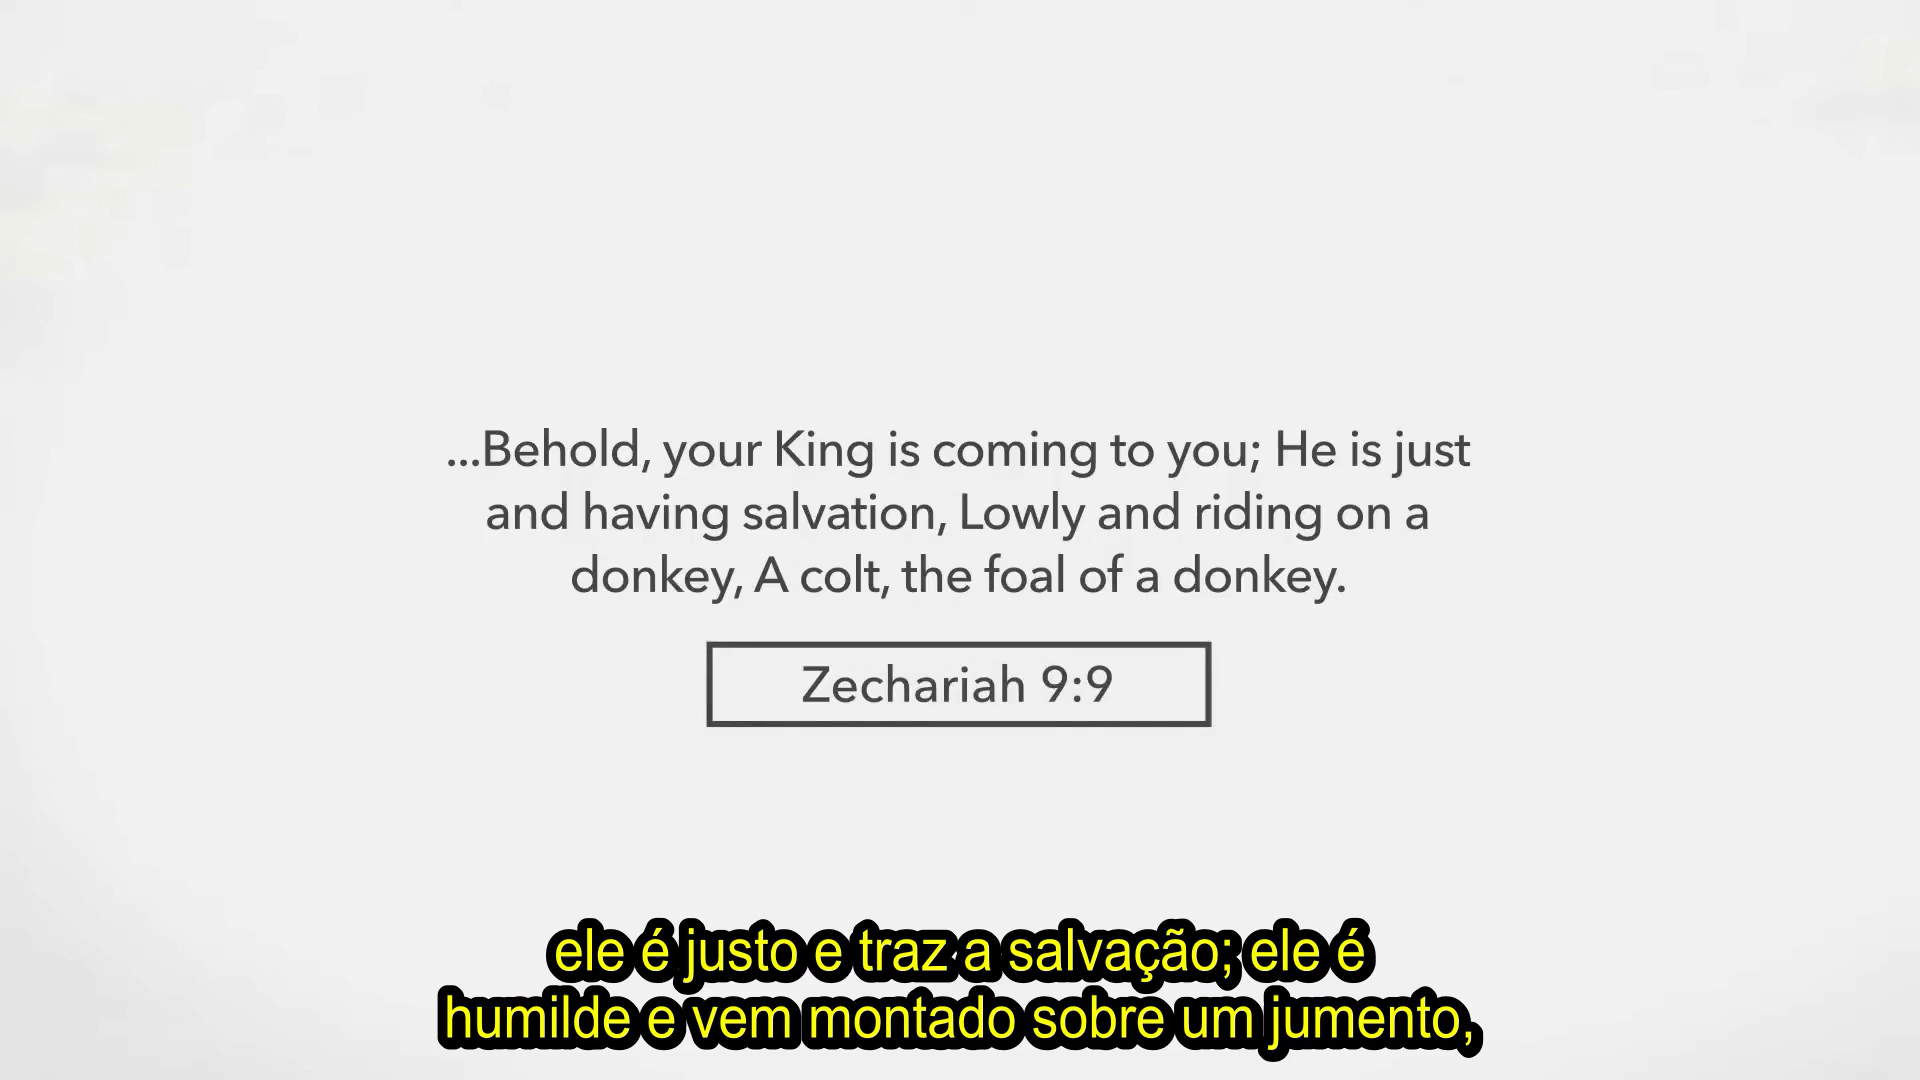 ...Behold, your King is coming to you; He is just
and having salvation, Lowly and riding on a
donkey, A colt, the foal of a donkey.
Zechariah 9:9
ele é justo e traz a salvação; ele é
humilde e vem montado sobre um jumento,